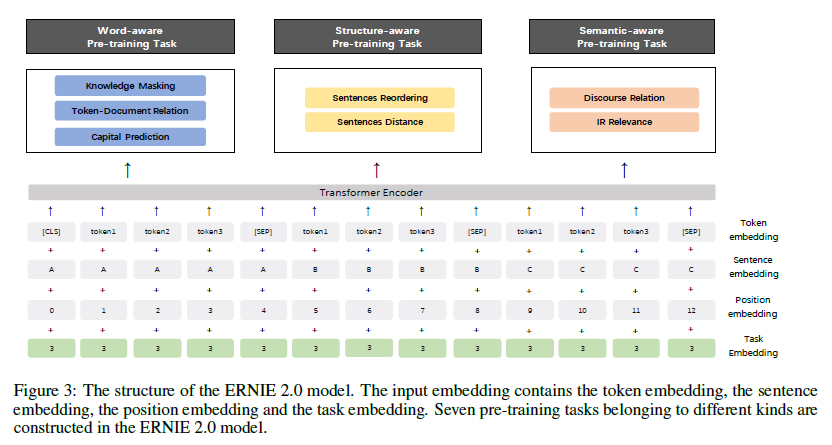 Word-aware
Pre-training Task
Structure-aware
Pre-training Task
Semantic-aware
Pre-training Task
Knowledge Masking
Token-Document Relation
Capital Prediction
Sentences Reordering
Sentences Distance
Discourse Relation
IR Relevance
↑ ↑ ↑
Transformer Encoder
↑ ↑ ↑ ↑ ↑ ↑ ↑ ↑ ↑ ↑ ↑ ↑ ↑
[CLS] token1 token2 token3 [SEP] token1 token2 token3 [SEP] token1 token2 token3 [SEP]
Token
embedding
+ + + + + + + + + + + + +
A A A A A B B B B C C C C
Sentence
embedding
+ + + + + + + + + + + + +
0 1 2 3 4 5 6 7 8 9 10 11 12
Position
embedding
+ + + + + + + + + + + + +
3 3 3 3 3 3 3 3 3 3 3 3 3
Task
Embedding
Figure 3: The structure of the ERNIE 2.0 model. The input embedding contains the token embedding, the sentence
embedding, the position embedding and the task embedding. Seven pre-training tasks belonging to different kinds are
constructed in the ERNIE 2.0 model.